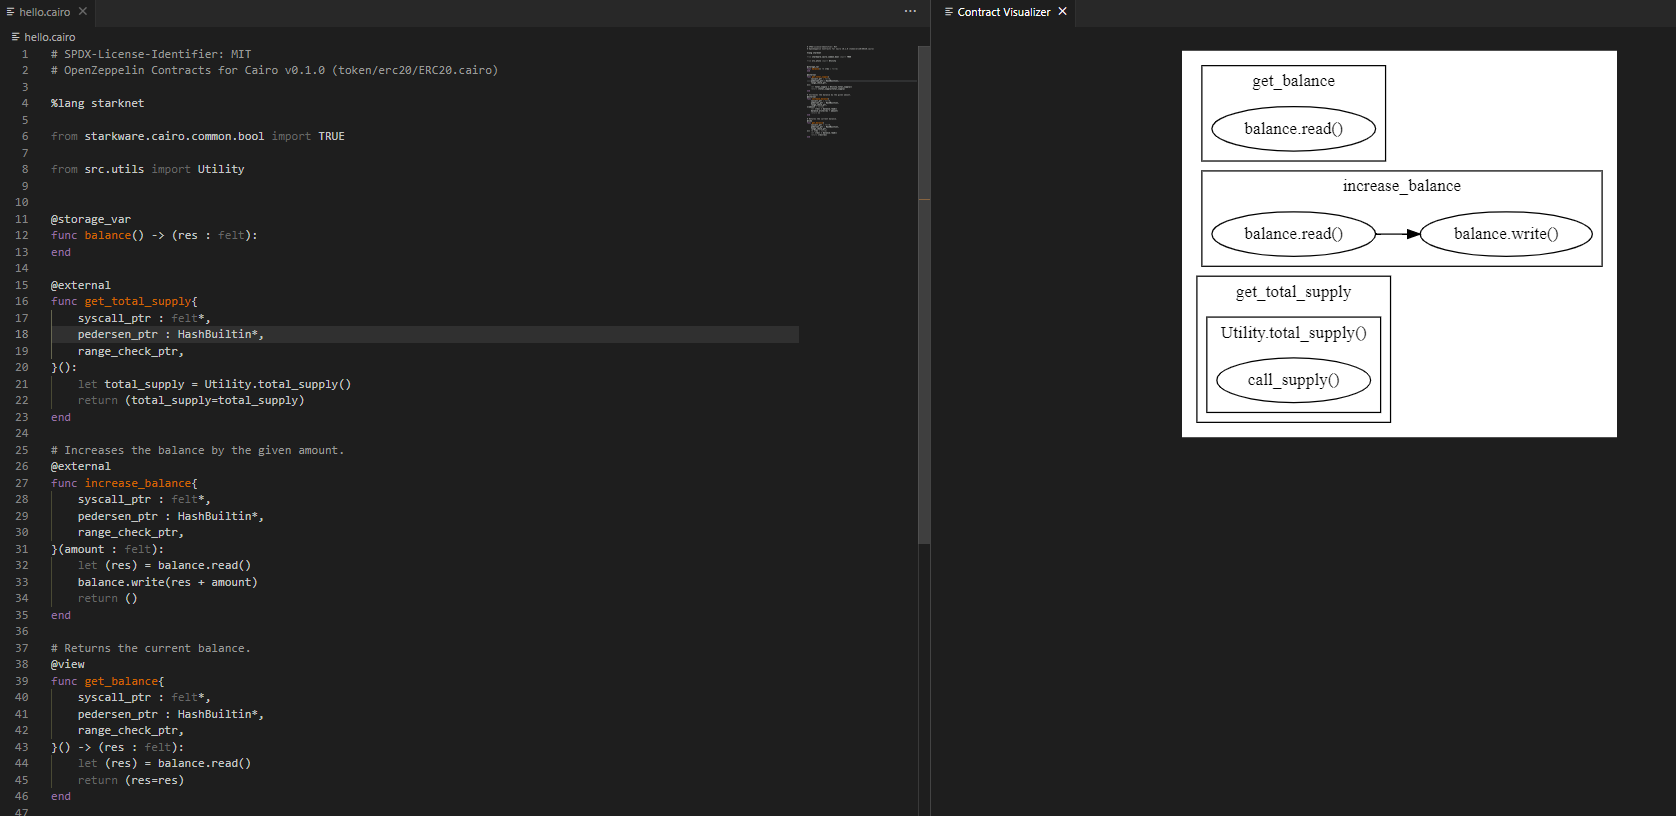 hello.cairo
hello.cairo
1 # SPDX-License-Identifier: MIT
2 # OpenZeppelin Contracts for Cairo v0.1.0 (token/erc20/ERC20.cairo)
3
4 %lang starknet
5
6 from starkware.cairo.common.bool import TRUE
7
8 from src.utils import Utility
9
10
11 @storage_var
12 func balance() -> (res : felt):
13 end
14
15 @external
16 func get_total_supply{
17 syscall_ptr : felt*,
18 pedersen_ptr : HashBuiltin*,
19 range_check_ptr,
20 }():
21 let total_supply = Utility.total_supply()
22 return (total_supply=total_supply)
23 end
24
25 # Increases the balance by the given amount.
26 @external
27 func increase_balance{
28 syscall_ptr : felt*,
29 pedersen_ptr : HashBuiltin*,
30 range_check_ptr,
31 }(amount : felt):
32 let (res) = balance.read()
33 balance.write(res + amount)
34 return ()
35 end
36
37 # Returns the current balance.
38 @view
39 func get_balance{
40 syscall_ptr : felt*,
41 pedersen_ptr : HashBuiltin*,
42 range_check_ptr,
43 }() -> (res : felt):
44 let (res) = balance.read()
45 return (res=res)
46 end
47
Contract Visualizer
get_balance
balance.read()
increase_balance
balance.read() balance.write()
get_total_supply
Utility.total_supply()
call_supply()